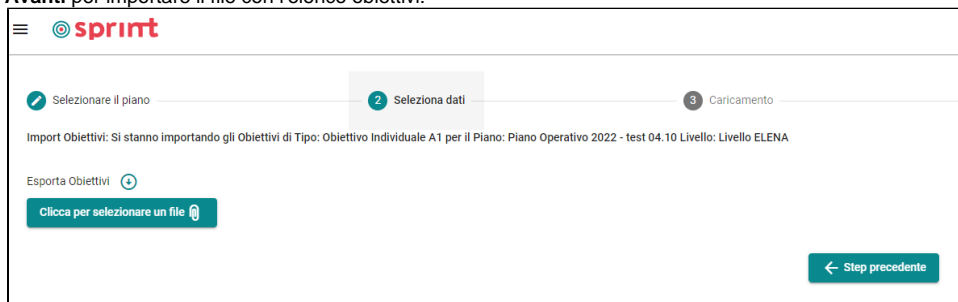 Avanti per importare il file con l'elenco obiettivi.
sprint
Selezionare il piano
2 Seleziona dati
3 Caricamento
Import Obiettivi: Si stanno importando gli Obiettivi di Tipo: Obiettivo Individuale A1 per il Piano: Piano Operativo 2022 - test 04.10 Livello: Livello ELENA
Esporta Obiettivi
Clicca per selezionare un file
Step precedente